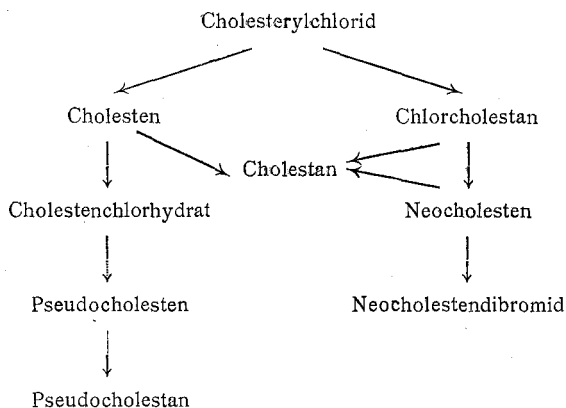 Cholesterylchlorid
Cholesten Chlorcholestan
Cholestan
Cholestenchlorhydrat Neocholesten
Pseudocholesten Neocholestendibromid
Pseudocholestan